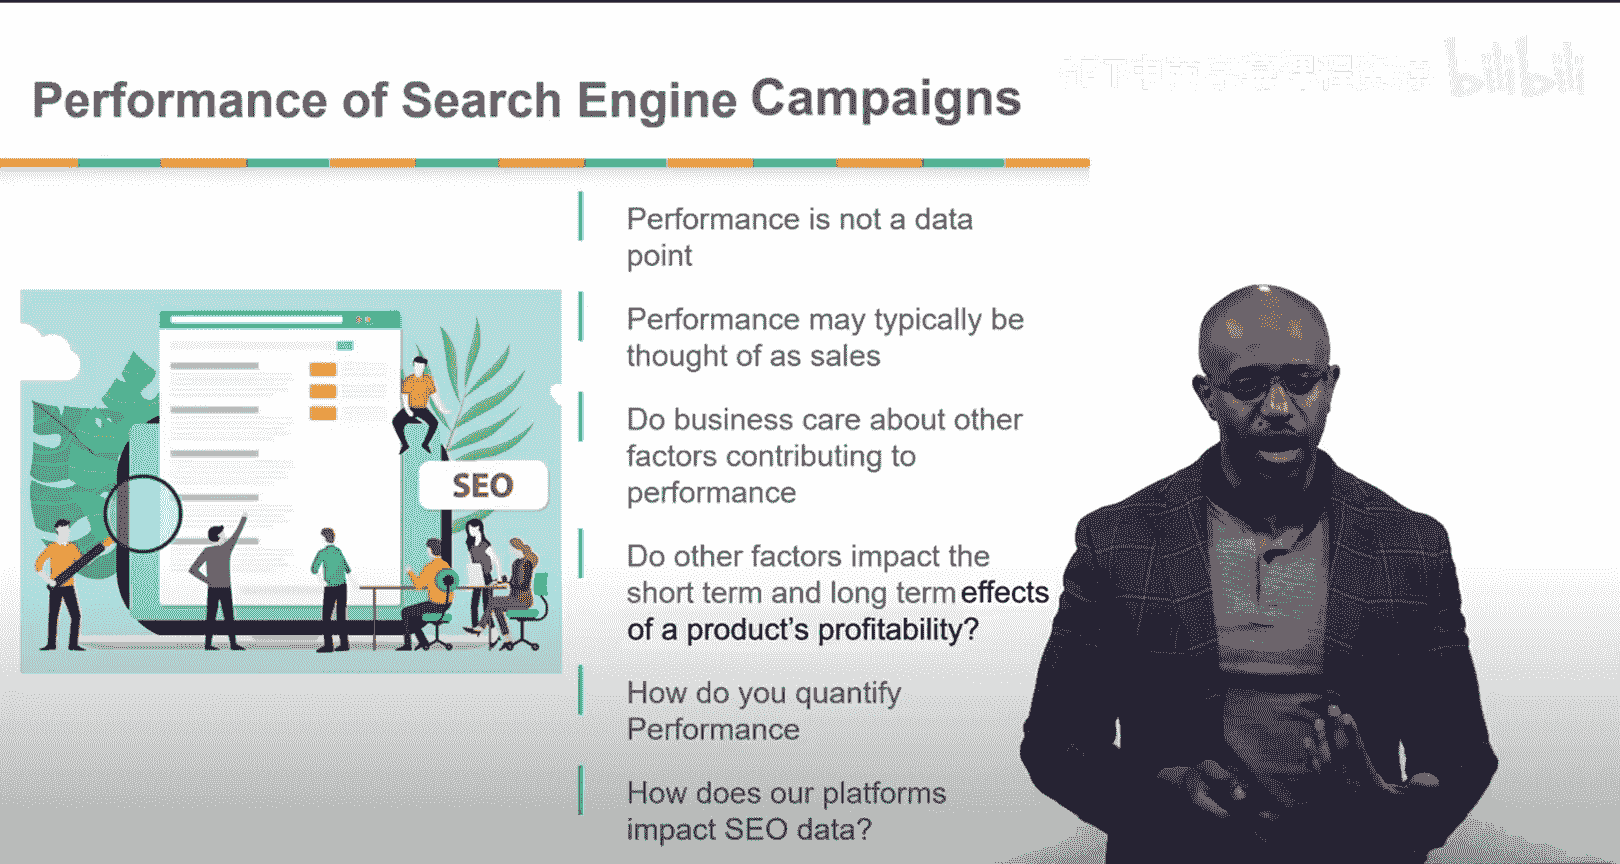 Performance of Search Engine Campaigns
bilibili
Performance is not a data
point
Performance may typically be
thought of as sales
Do business care about other
factors contributing to
performance
Do other factors impact the
short term and long term effects
of a product's profitability?
How do you quantify
Performance
How does our platforms
impact SEO data?
SEO